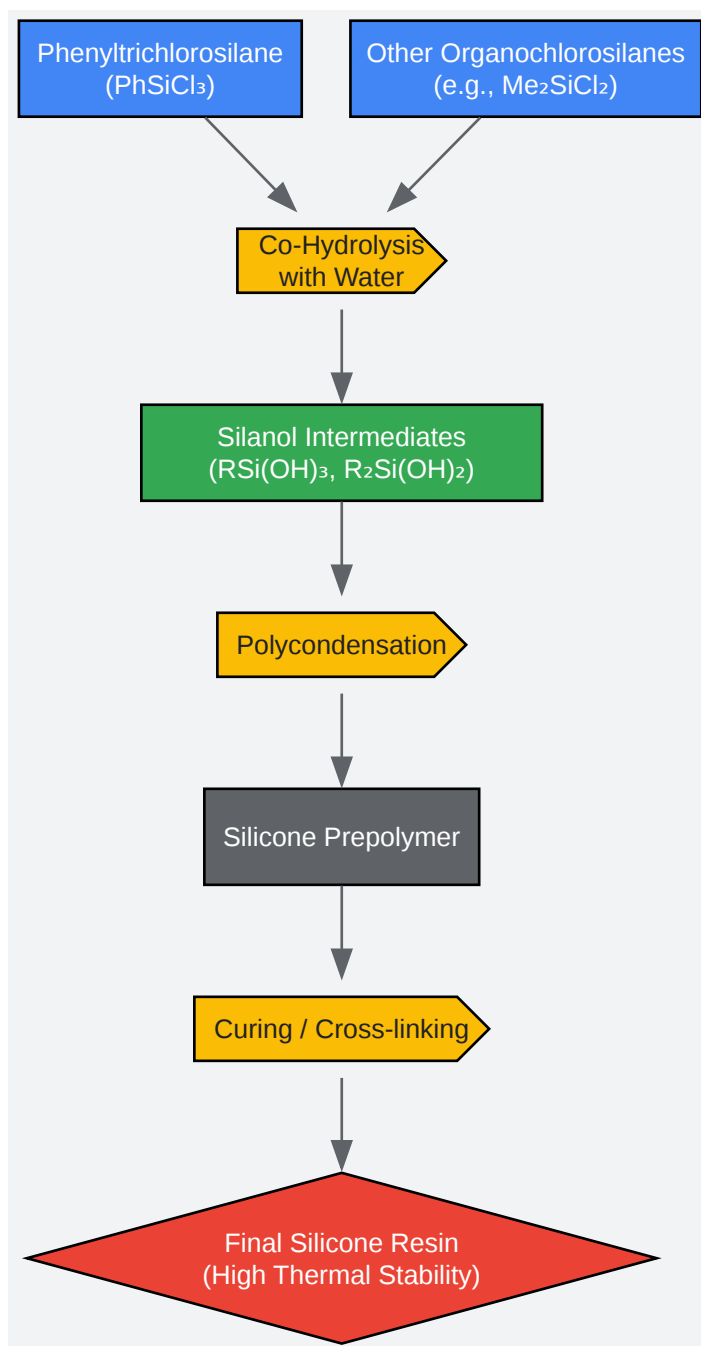 Phenyltrichlorosilane
(PhSiCl₃)
Other Organochlorosilanes
(e.g., Me₂SiCl₂)
Co-Hydrolysis
with Water
Silanol Intermediates
(RSi(OH)₃, R₂Si(OH)₂)
Polycondensation
Silicone Prepolymer
Curing / Cross-linking
Final Silicone Resin
(High Thermal Stability)